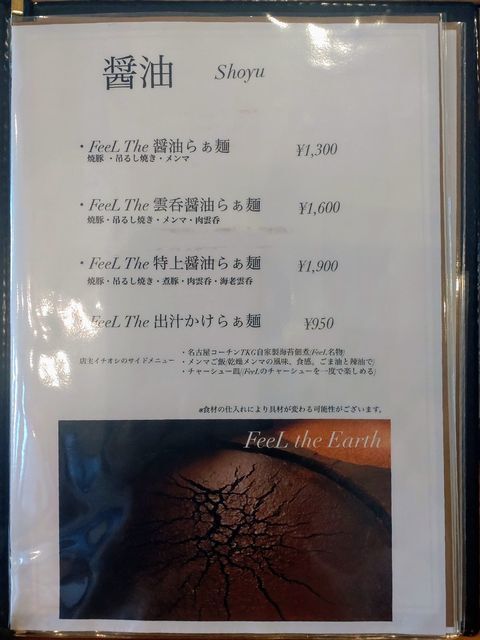 醤油 Shoyu
・FeeL The 醤油らぁ麺 ¥1,300
焼豚・吊るし焼き・メンマ
・FeeL The 雲呑醤油らぁ麺 ¥1,600
焼豚・吊るし焼き・メンマ・肉雲呑
・FeeL The 特上醤油らぁ麺 ¥1,900
焼豚・吊るし焼き・煮豚・肉雲呑・海老雲呑
FeeL The 出汁かけらぁ麺 ¥950
店主イチオシのサイドメニュー
・名古屋コーチンTKG自家製海苔佃煮(FeeL名物)
・メンマご飯(乾燥メンマの風味、食感。ごま油と辣油で)
・チャーシュー皿(FeeLのチャーシューを一度で楽しめる)
※食材の仕入れにより具材が変わる可能性がございます。
FeeL the Earth